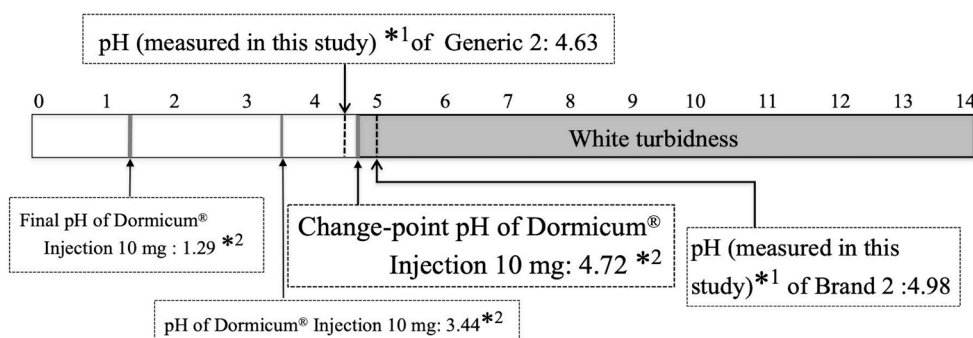 pH (measured in this study) *1of Generic 2: 4.63
0 1 2 3 4 5 6 7 8 9 10 11 12 13 14
White turbidness
Final pH of Dormicum®
Injection 10 mg : 1.29 *2
Change-point pH of Dormicum®
Injection 10 mg: 4.72 *2
pH (measured in this
study)*1 of Brand 2 :4.98
pH of Dormicum® Injection 10 mg: 3.44*2